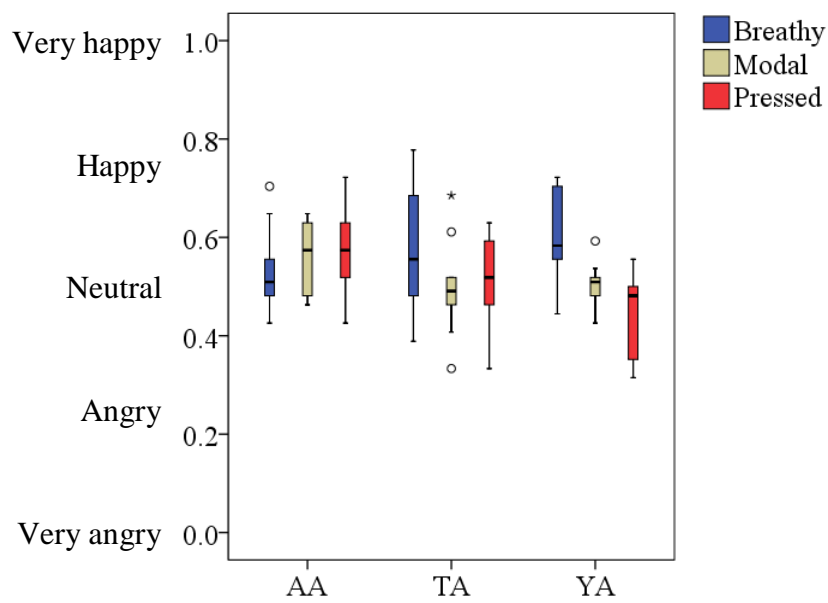 Very happy
Happy
Neutral
Angry
Very angry
1.0
0.8
0.6
0.4
0.2
0.0
AA TA YA
Breathy
Modal
Pressed